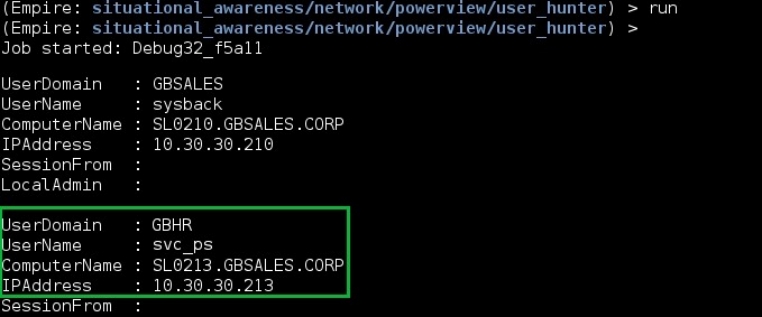 (Empire: situational_awareness/network/powerview/user_hunter) > run
(Empire: situational_awareness/network/powerview/user_hunter) >
Job started: Debug32_f5a11
UserDomain : GBSALES
UserName : sysback
ComputerName : SL0210.GBSALES.CORP
IPAddress : 10.30.30.210
SessionFrom :
LocalAdmin :
UserDomain : GBHR
UserName : svc_ps
ComputerName : SL0213.GBSALES.CORP
IPAddress : 10.30.30.213
SessionFrom :